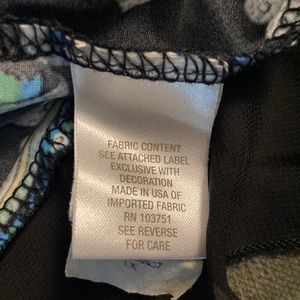 FABRIC CONTENT
SEE ATTACHED LABEL
EXCLUSIVE WITH
DECORATION
MADE IN USA OF
IMPORTED FABRIC
RN 103751
SEE REVERSE
FOR CARE